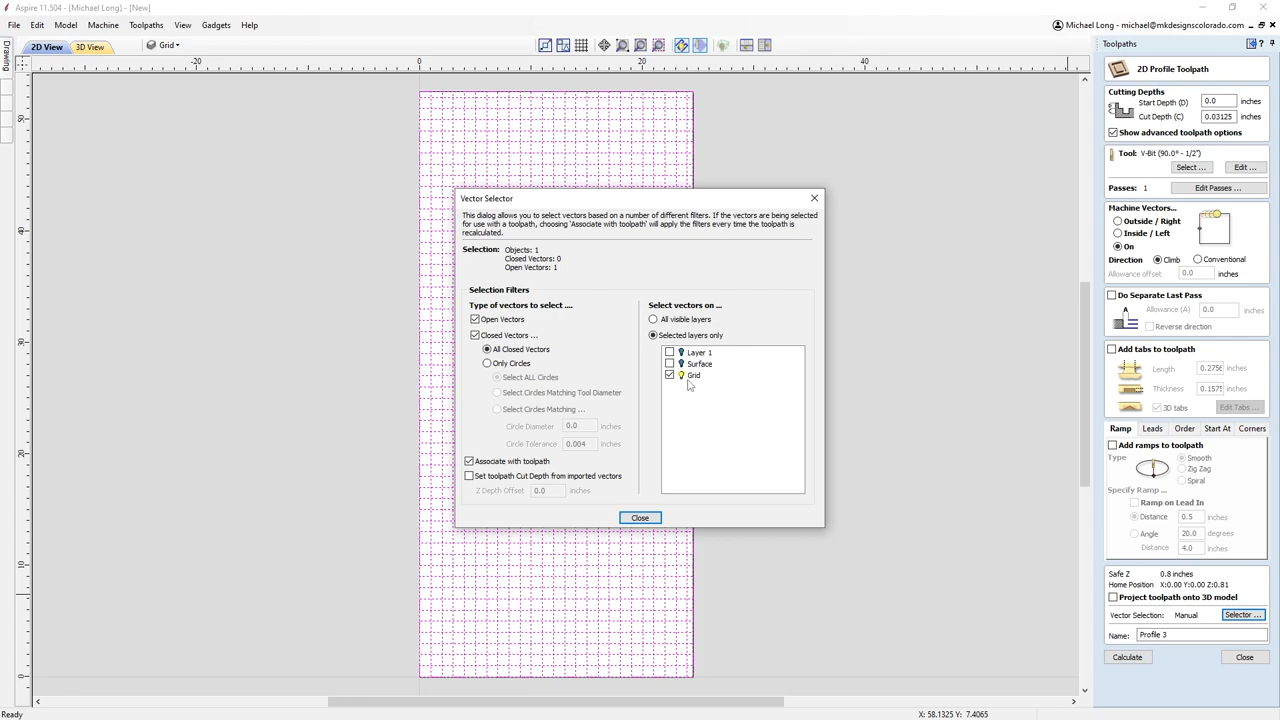 Aspire 11.504 - [Michael Long] - [New]
File Edit Model Machine Toolpaths View Gadgets Help
Michael Long - michael@mkdesignscolorado.com
Drawing
2D View 3D View Grid
-20 0 20 40
50
40
30
20
10
0
Vector Selector
This dialog allows you to select vectors based on a number of different filters. If the vectors are being selected
for use with a toolpath, choosing 'Associate with toolpath' will apply the filters every time the toolpath is
recalculated.
Selection: Objects: 1
Closed Vectors: 0
Open Vectors: 1
Selection Filters
Type of vectors to select ....
Open Vectors
Closed Vectors ...
All Closed Vectors
Only Circles
Select ALL Circles
Select Circles Matching Tool Diameter
Select Circles Matching ...
Circle Diameter 0.0 inches
Circle Tolerance 0.004 inches
Associate with toolpath
Set toolpath Cut Depth from imported vectors
Z Depth Offset 0.0 inches
Select vectors on ...
All visible layers
Selected layers only
Layer 1
Surface
Grid
Close
Toolpaths
2D Profile Toolpath
Cutting Depths
Start Depth (D) 0.0 inches
Cut Depth (C) 0.03125 inches
Show advanced toolpath options
Tool: V-Bit (90.0° - 1/2")
Select ... Edit ...
Passes: 1 Edit Passes ...
Machine Vectors...
Outside / Right
Inside / Left
On
Direction Climb Conventional
Allowance offset 0.0 inches
Do Separate Last Pass
Allowance (A) 0.0 inches
Reverse direction
Add tabs to toolpath
Length 0.2756 inches
Thickness 0.1575 inches
3D tabs Edit Tabs ...
Ramp Leads Order Start At Corners
Add ramps to toolpath
Type Smooth
Zig Zag
Spiral
Specify Ramp ...
Ramp on Lead In
Distance 0.5 inches
Angle 20.0 degrees
Distance 4.0 inches
Safe Z 0.8 inches
Home Position X:0.00 Y:0.00 Z:0.81
Project toolpath onto 3D model
Vector Selection: Manual Selector ...
Name: Profile 3
Calculate Close
Ready X: 58.1325 Y: 7.4065